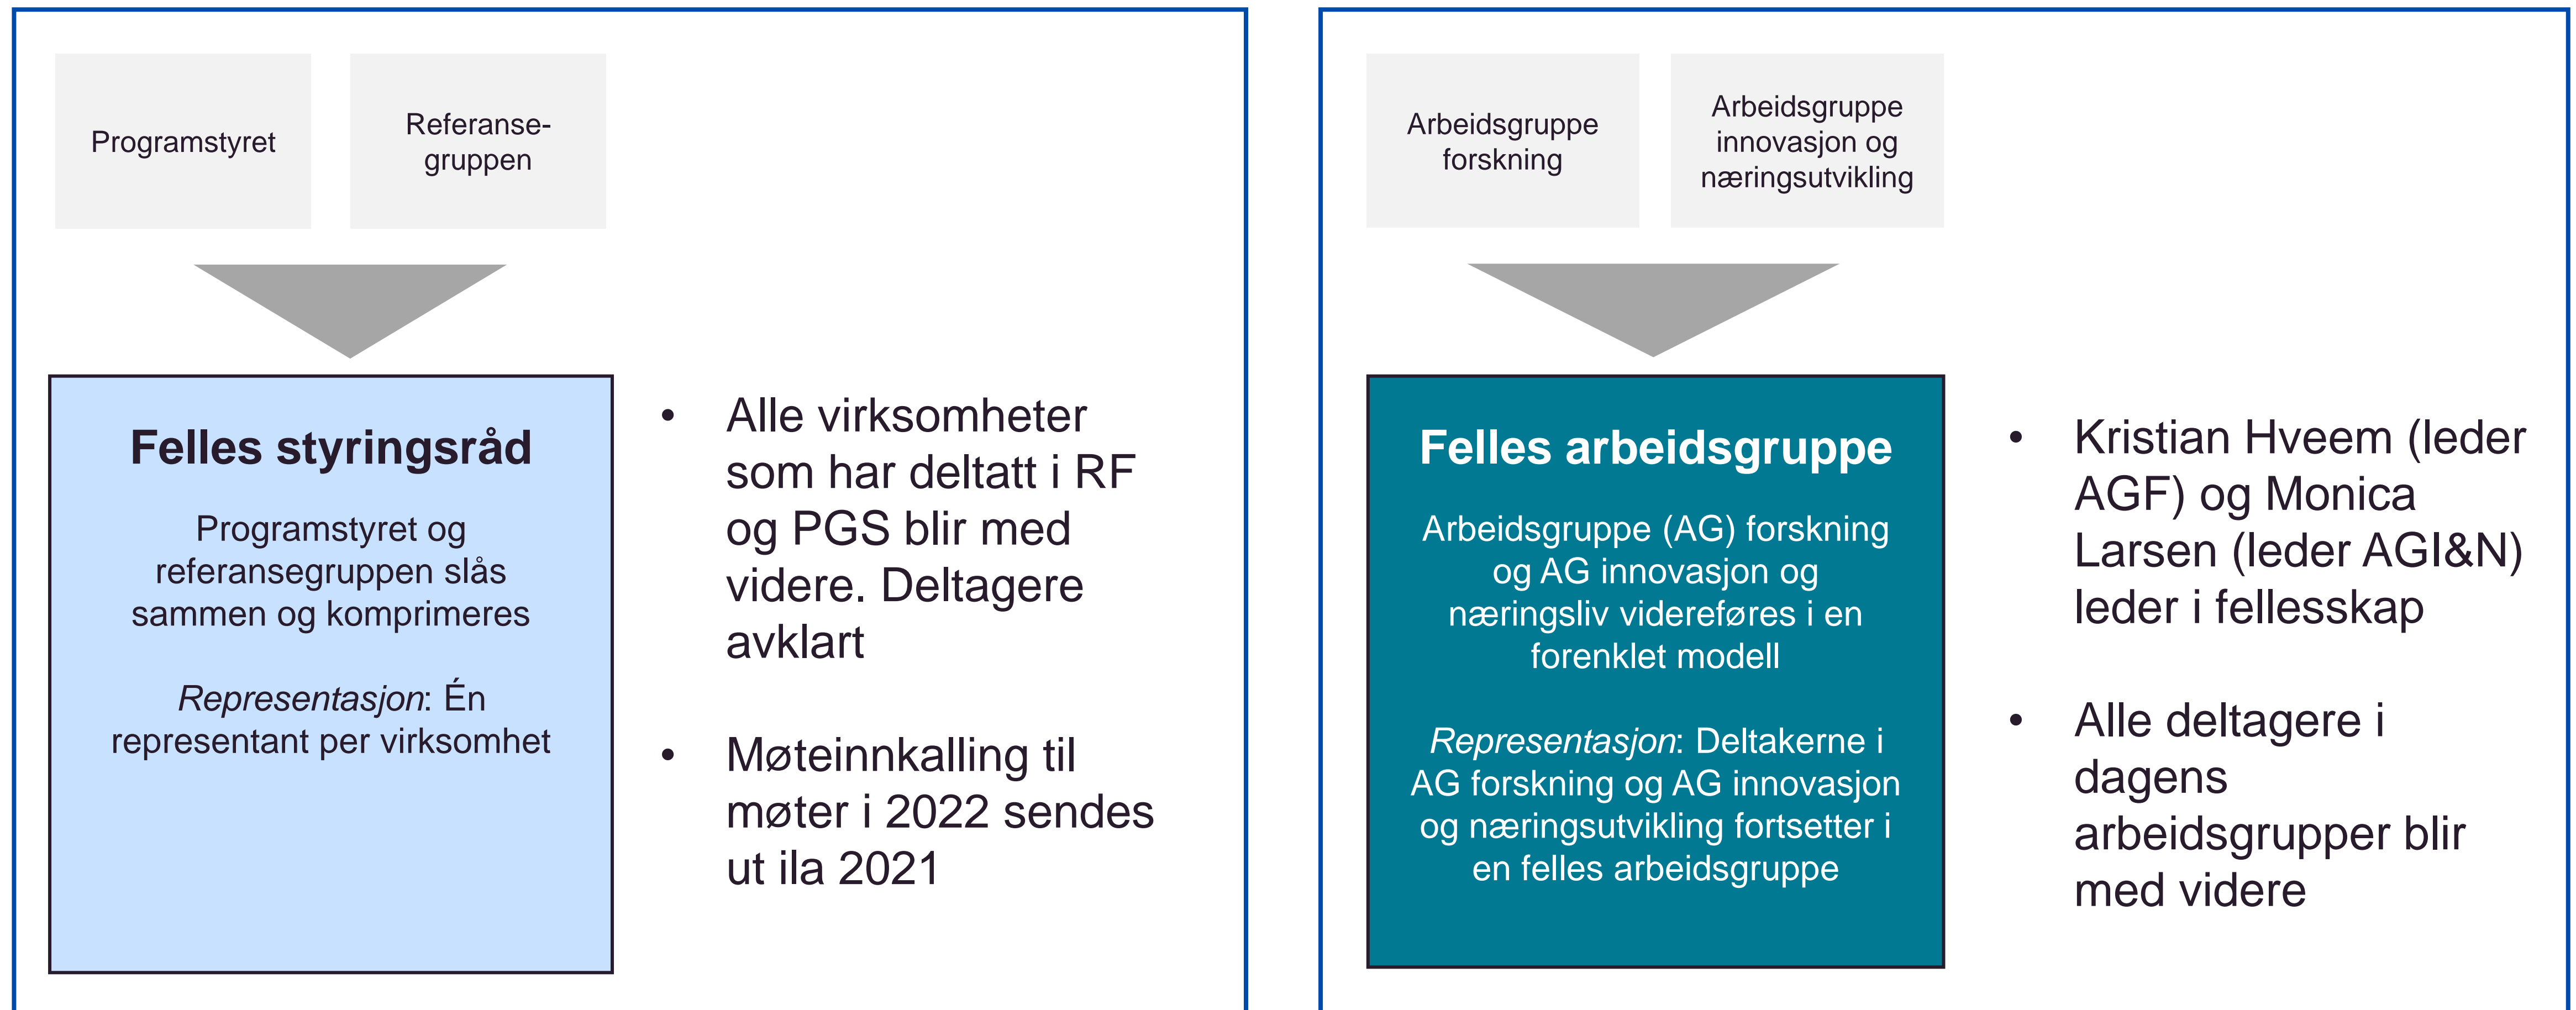 Programstyret
Referanse-
gruppen
Felles styringsråd
Programstyret og
referansegruppen slås
sammen og komprimeres
Representasjon: Én
representant per virksomhet
• Alle virksomheter
som har deltatt i RF
og PGS blir med
videre. Deltagere
avklart
• Møteinnkalling til
møter i 2022 sendes
ut ila 2021
Arbeidsgruppe
forskning
Arbeidsgruppe
innovasjon og
næringsutvikling
Felles arbeidsgruppe
Arbeidsgruppe (AG) forskning
og AG innovasjon og
næringsliv videreføres i en
forenklet modell
Representasjon: Deltakerne i
AG forskning og AG innovasjon
og næringsutvikling fortsetter i
en felles arbeidsgruppe
• Kristian Hveem (leder
AGF) og Monica
Larsen (leder AGI&N)
leder i fellesskap
• Alle deltagere i
dagens
arbeidsgrupper blir
med videre